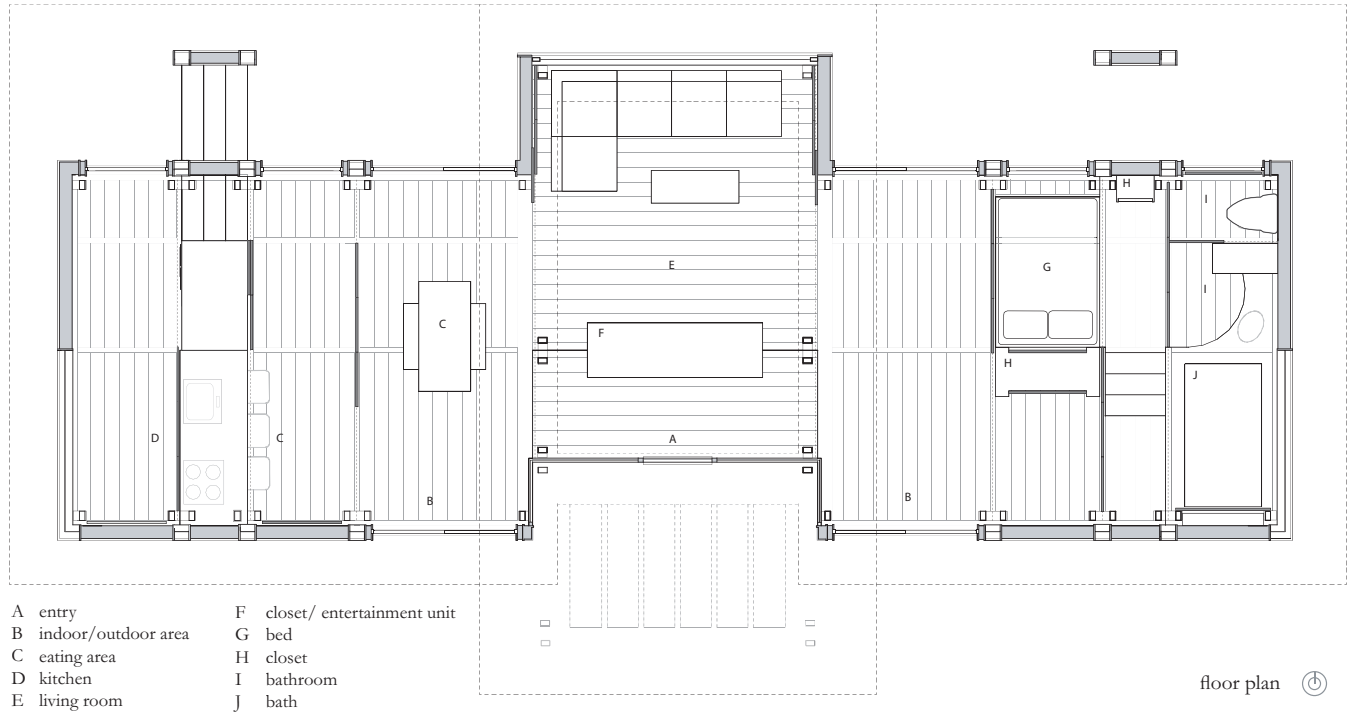 H
I
G
E
I
C
F
H
J
D
C
A
B
B
A entry
B indoor/outdoor area
C eating area
D kitchen
E living room
F closet/ entertainment unit
G bed
H closet
I bathroom
J bath
floor plan